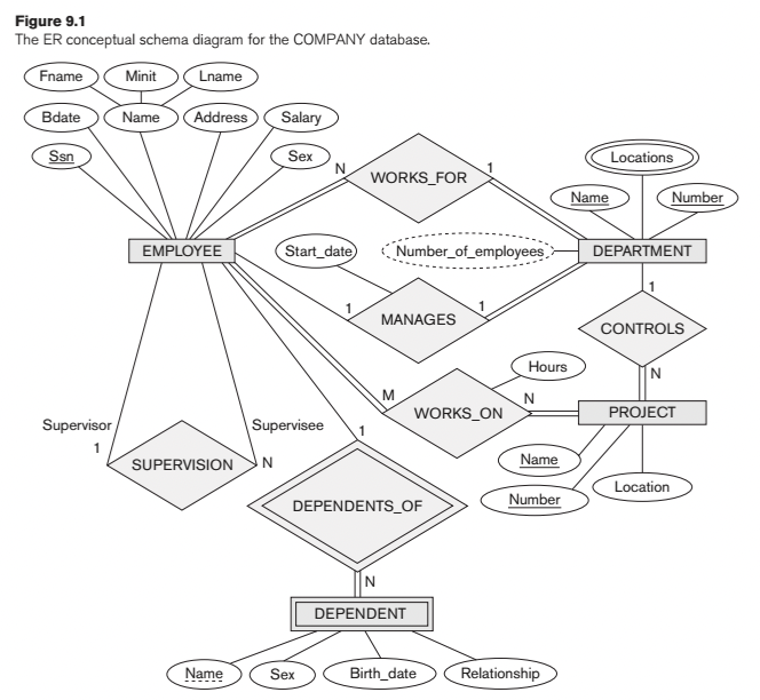 Figure 9.1
The ER conceptual schema diagram for the COMPANY database.
Fname Minit Lname
Bdate Name Address Salary
Ssn Sex
N WORKS_FOR 1
Locations
Name Number
EMPLOYEE Start_date Number_of_employees DEPARTMENT
1 MANAGES 1
1
CONTROLS
N
Hours
M WORKS_ON N PROJECT
Supervisor Supervisee
1 SUPERVISION N
1
Name
Number Location
DEPENDENTS_OF
N
DEPENDENT
Name Sex Birth_date Relationship